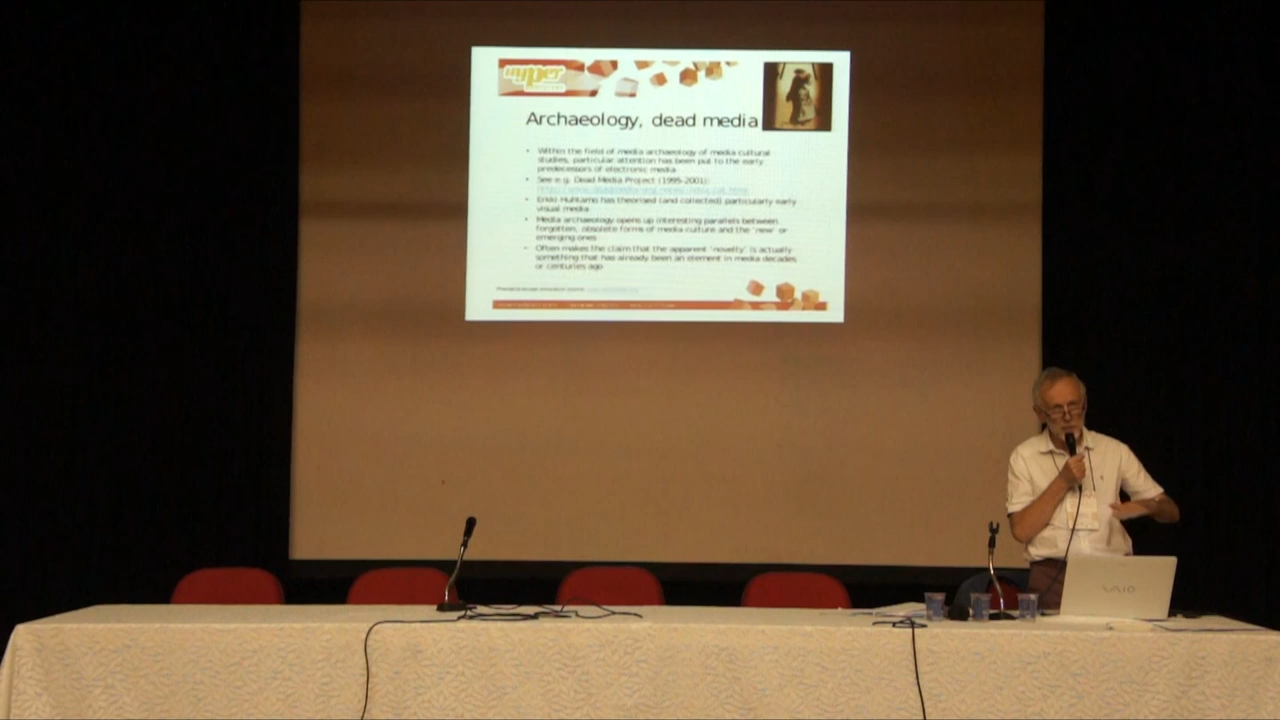 hyper
Archaeology, dead media
• Within the field of media archaeology of media cultural
studies, particular attention has been put to the early
predecessors of electronic media
• See e.g. Dead Media Project (1995-2001):
• Erkki Huhtamo has theorised (and collected) particularly early
visual media
• Media archaeology opens up interesting parallels between
forgotten, obsolete forms of media culture and the 'new' or
emerging ones
– Often makes the claim that the apparent 'novelty' is actually
something that has already been an element in media decades
or centuries ago
VAIO